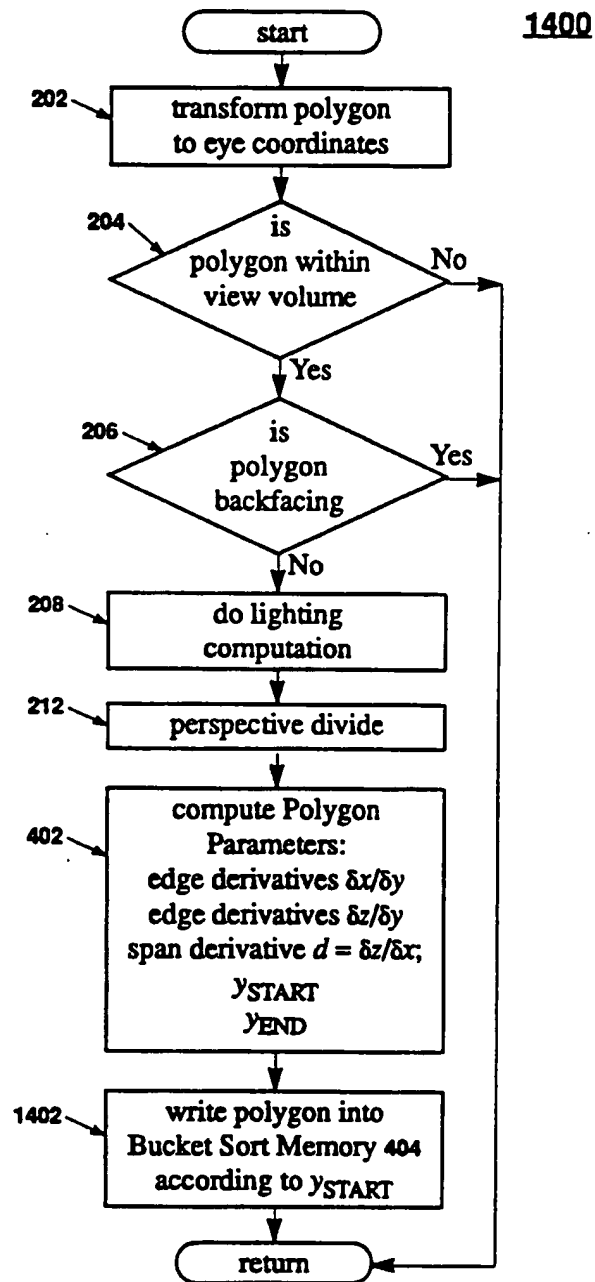 1400
start
202
transform polygon
to eye coordinates
204
is
polygon within
view volume
No
Yes
206
is
polygon
backfacing
Yes
No
208
do lighting
computation
212
perspective divide
402
compute Polygon
Parameters:
edge derivatives δx/δy
edge derivatives δz/δy
span derivative d = δz/δx;
ySTART
yEND
1402
write polygon into
Bucket Sort Memory 404
according to ySTART
return